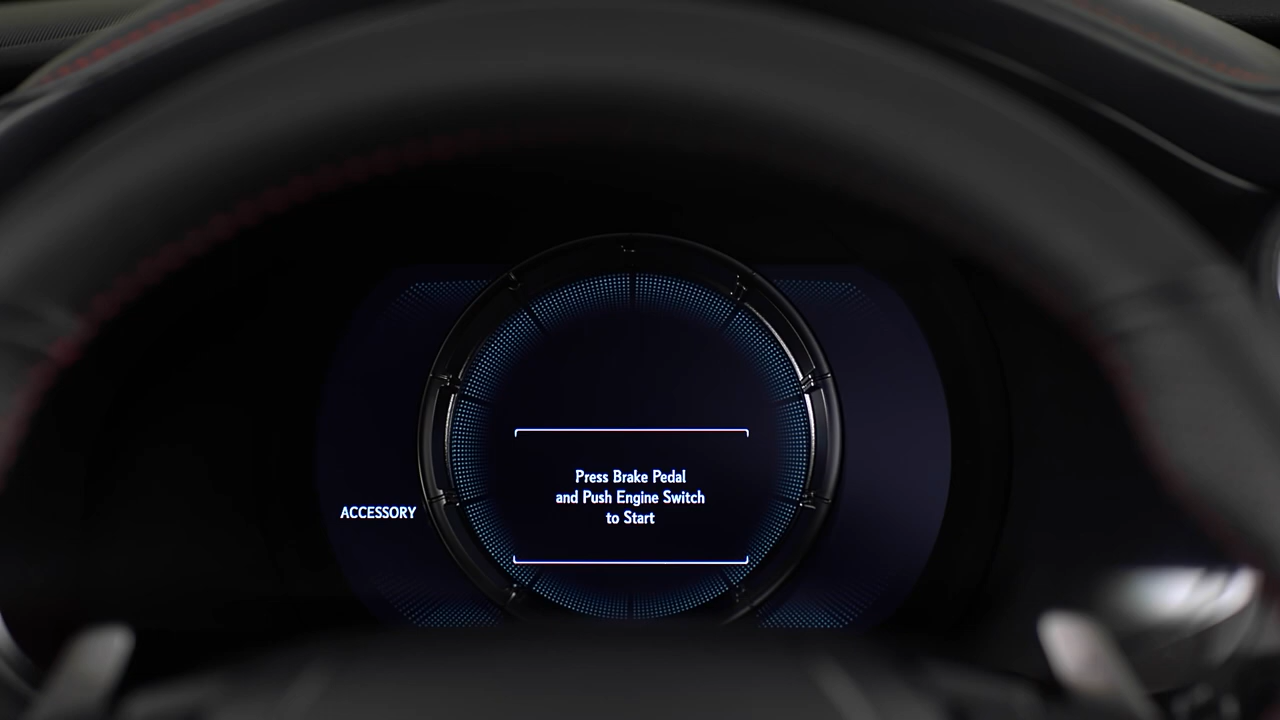 Press Brake Pedal
and Push Engine Switch
to Start
ACCESSORY